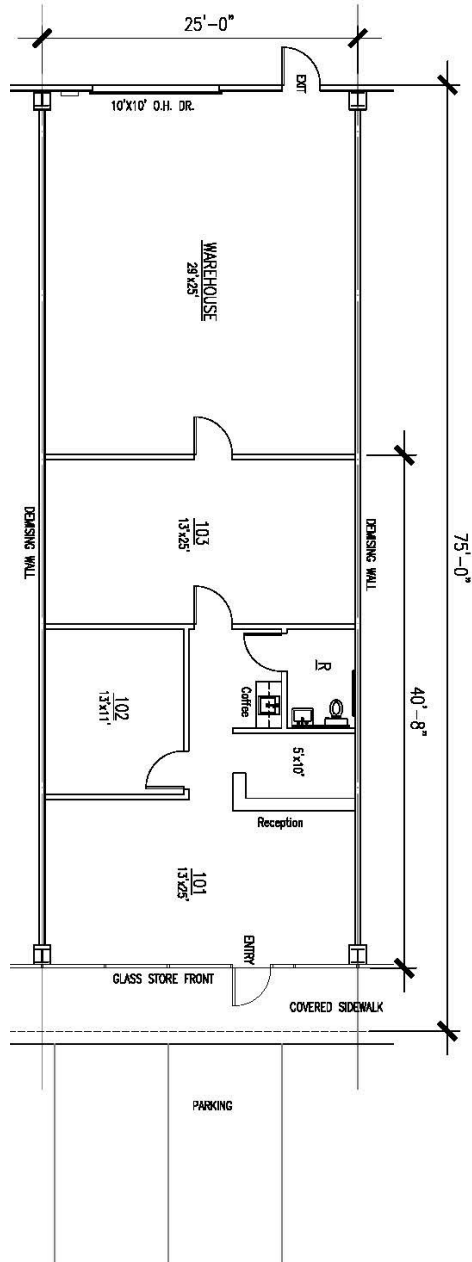 25'-0"
EXIT
10'X10' O.H. DR.
WAREHOUSE
29'x25'
75'-0"
DEMISING WALL
DEMISING WALL
103
13'x25'
40'-8"
R
Coffee
102
13'x11'
5'x10'
Reception
101
13'x25'
ENTRY
GLASS STORE FRONT
COVERED SIDEWALK
PARKING